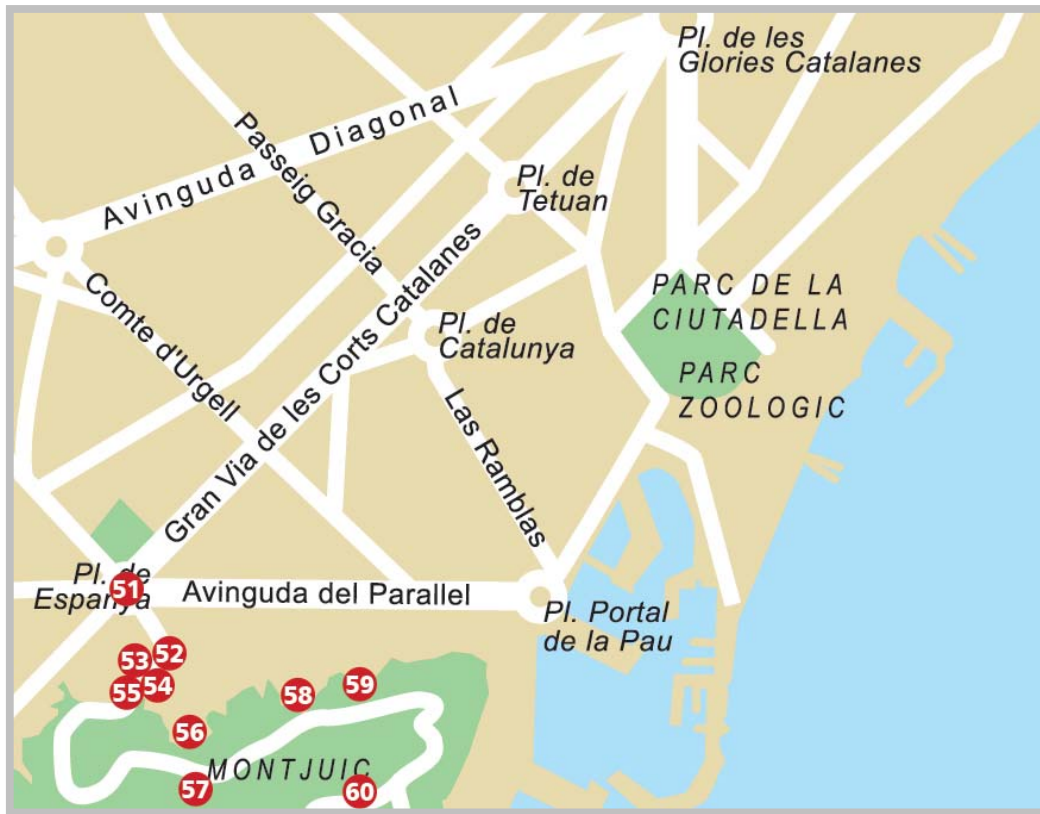 Pl. de les
Glories Catalanes
Avinguda Diagonal
Passeig Gracia
Pl. de
Tetuan
Gran Via de les Corts Catalanes
Comte d'Urgell
PARC DE LA
CIUTADELLA
Pl. de
Catalunya
PARC
ZOOLOGIC
Las Ramblas
Pl. de
Espanya
51
Avinguda del Parallel
Pl. Portal
de la Pau
53
52
55
54
58
59
56
MONTJUIC
57
60